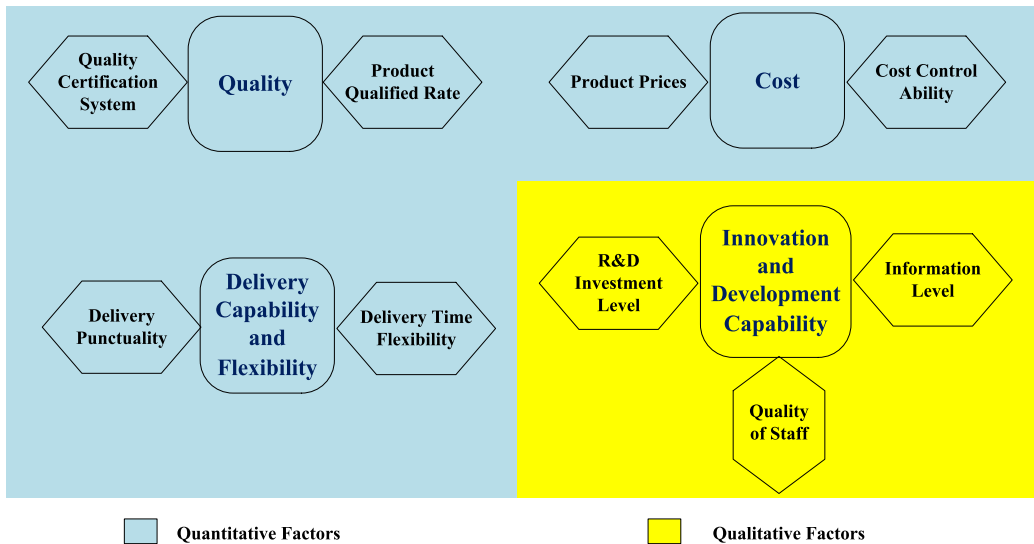 Quality
Certification
System
Quality
Product
Qualified Rate
Product Prices
Cost
Cost Control
Ability
Delivery
Punctuality
Delivery
Capability
and
Flexibility
Delivery Time
Flexibility
R&D
Investment
Level
Innovation
and
Development
Capability
Information
Level
Quality
of Staff
Quantitative Factors
Qualitative Factors